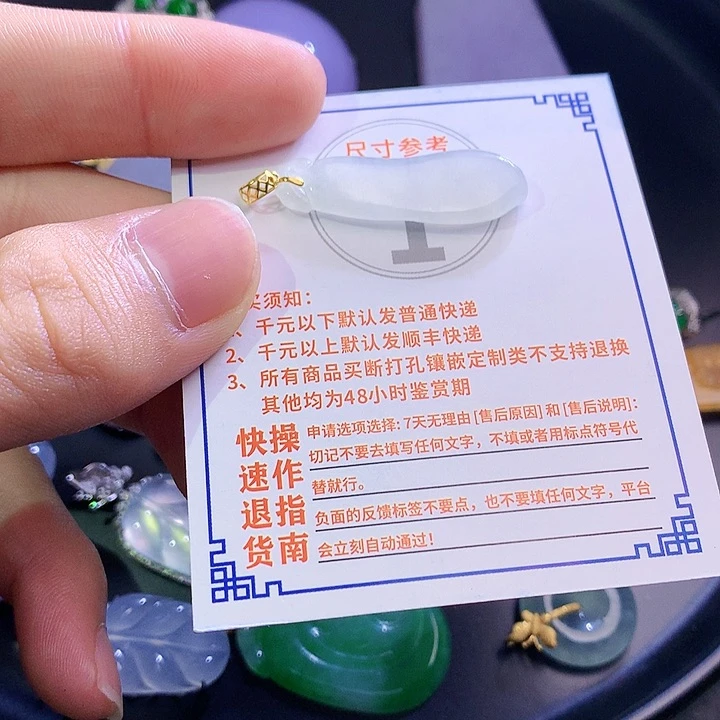 尺寸参考
1
买须知：
、千元以下默认发普通快递
2、千元以上默认发顺丰快递
3、所有商品买断打孔镶嵌定制类不支持退换
其他均为48小时鉴赏期
快操
速作
退指
货南
申请选项选择: 7天无理由 [售后原因] 和 [售后说明]:
切记不要去填写任何文字，不填或者用标点符号代
替就行。
负面的反馈标签不要点，也不要填任何文字，平台
会立刻自动通过！